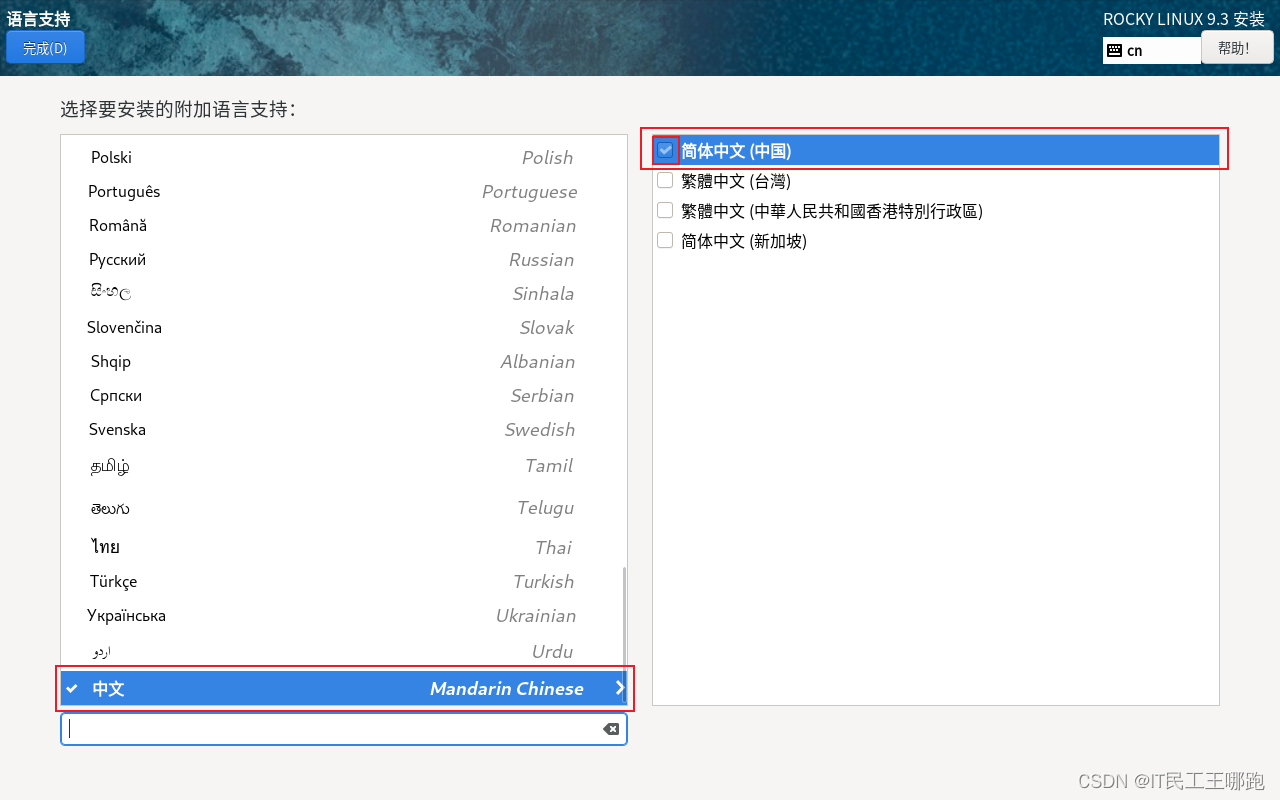 语言支持
ROCKY LINUX 9.3 安装
完成(D)
cn
帮助！
选择要安装的附加语言支持：
Polski Polish
Português Portuguese
Română Romanian
Русский Russian
සිංහල Sinhala
Slovenčina Slovak
Shqip Albanian
Српски Serbian
Svenska Swedish
தமிழ் Tamil
తెలుగు Telugu
ไทย Thai
Türkçe Turkish
Українська Ukrainian
اردو Urdu
中文 Mandarin Chinese
简体中文 (中国)
繁體中文 (台灣)
繁體中文 (中華人民共和國香港特別行政區)
简体中文 (新加坡)
CSDN @IT民工王哪跑